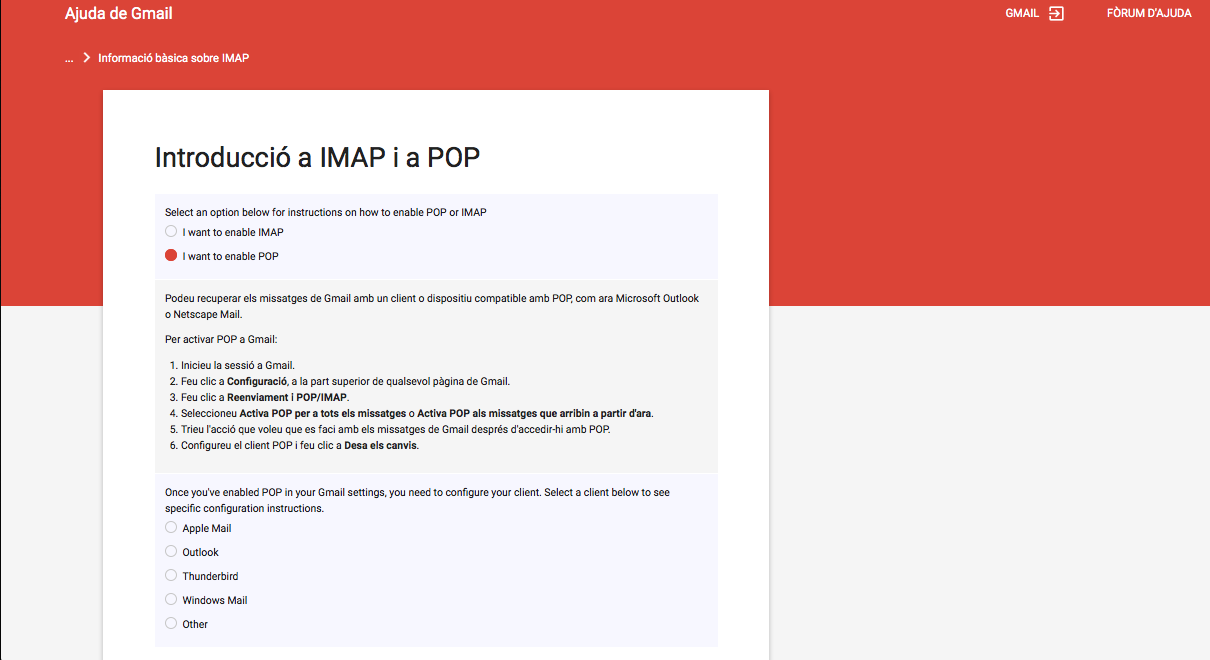 Ajuda de Gmail
GMAIL
FÒRUM D'AJUDA
... > Informació bàsica sobre IMAP
Introducció a IMAP i a POP
Select an option below for instructions on how to enable POP or IMAP
I want to enable IMAP
I want to enable POP
Podeu recuperar els missatges de Gmail amb un client o dispositiu compatible amb POP, com ara Microsoft Outlook
o Netscape Mail.
Per activar POP a Gmail:
1. Inicieu la sessió a Gmail.
2. Feu clic a Configuració, a la part superior de qualsevol pàgina de Gmail.
3. Feu clic a Reenviament i POP/IMAP.
4. Seleccioneu Activa POP per a tots els missatges o Activa POP als missatges que arribin a partir d'ara.
5. Trieu l'acció que voleu que es faci amb els missatges de Gmail després d'accedir-hi amb POP.
6. Configureu el client POP i feu clic a Desa els canvis.
Once you've enabled POP in your Gmail settings, you need to configure your client. Select a client below to see
specific configuration instructions.
Apple Mail
Outlook
Thunderbird
Windows Mail
Other